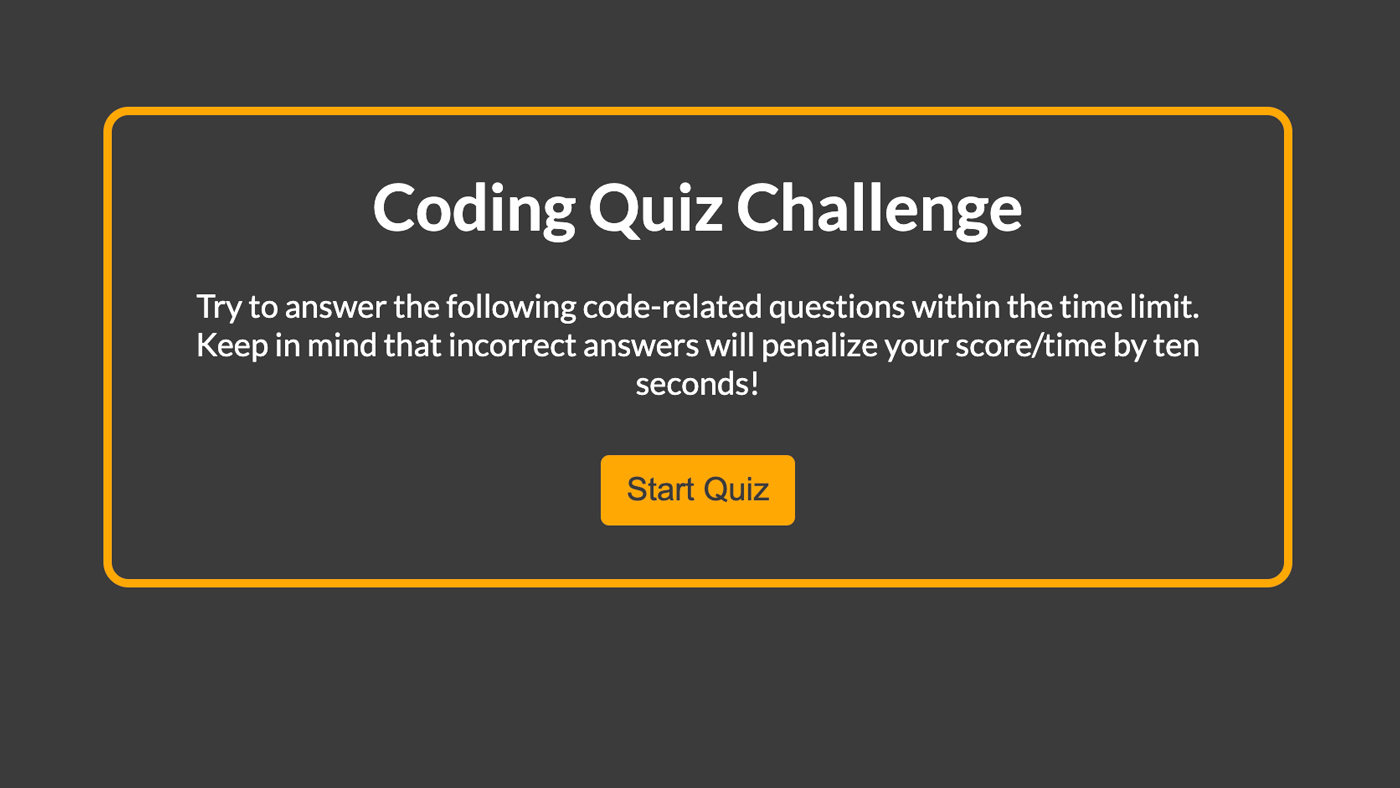 Coding Quiz Challenge
Try to answer the following code-related questions within the time limit.
Keep in mind that incorrect answers will penalize your score/time by ten
seconds!
Start Quiz